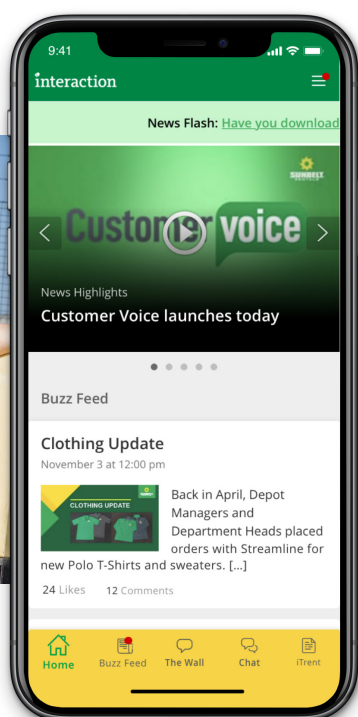 9:41
interaction
News Flash: Have you download
SUNBELT
RENTALS
Customer voice
News Highlights
Customer Voice launches today
Buzz Feed
Clothing Update
November 3 at 12:00 pm
CLOTHING UPDATE
Back in April, Depot
Managers and
Department Heads placed
orders with Streamline for
new Polo T-Shirts and sweaters. [...]
24 Likes 12 Comments
Home Buzz Feed The Wall Chat iTrent